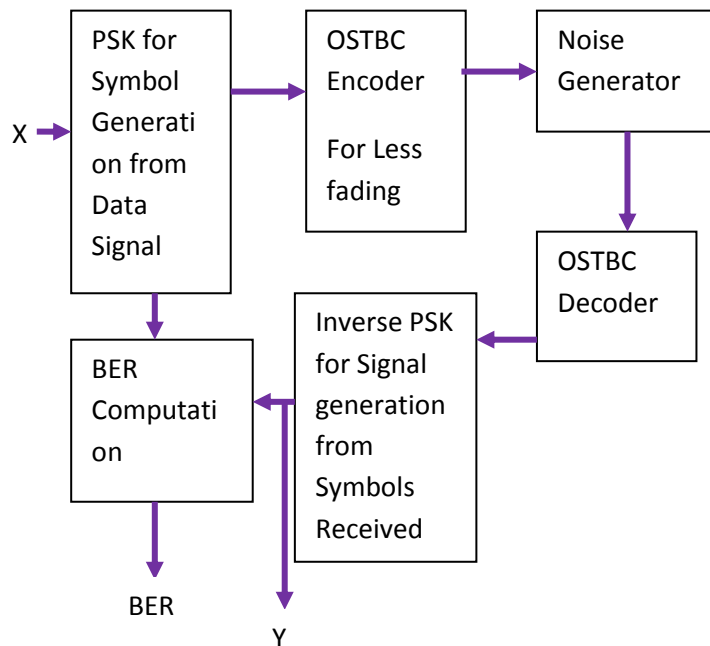 X
PSK for
Symbol
Generati
on from
Data
Signal
OSTBC
Encoder
For Less
fading
Noise
Generator
OSTBC
Decoder
Inverse PSK
for Signal
generation
from
Symbols
Received
BER
Computati
on
BER
Y